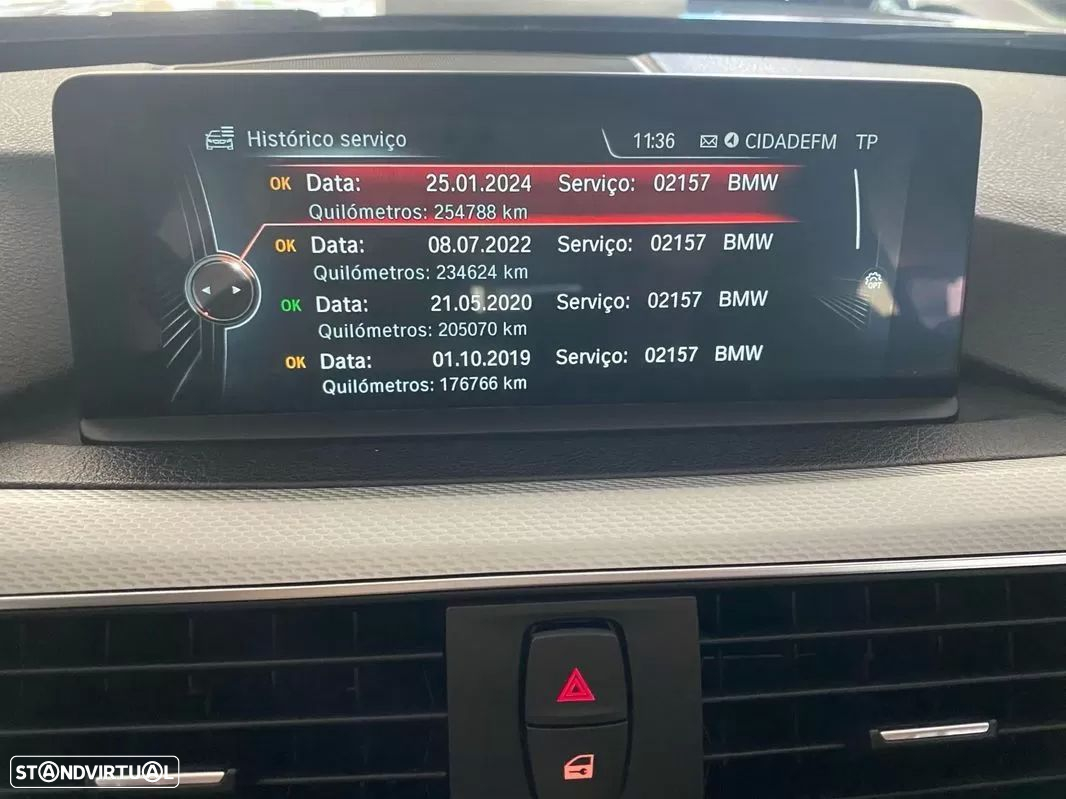 Histórico serviço 11:36 CIDADEFM TP
OK Data: 25.01.2024 Serviço: 02157 BMW
Quilómetros: 254788 km
OK Data: 08.07.2022 Serviço: 02157 BMW
Quilómetros: 234624 km
OPT
OK Data: 21.05.2020 Serviço: 02157 BMW
Quilómetros: 205070 km
OK Data: 01.10.2019 Serviço: 02157 BMW
Quilómetros: 176766 km
STANDVIRTUAL